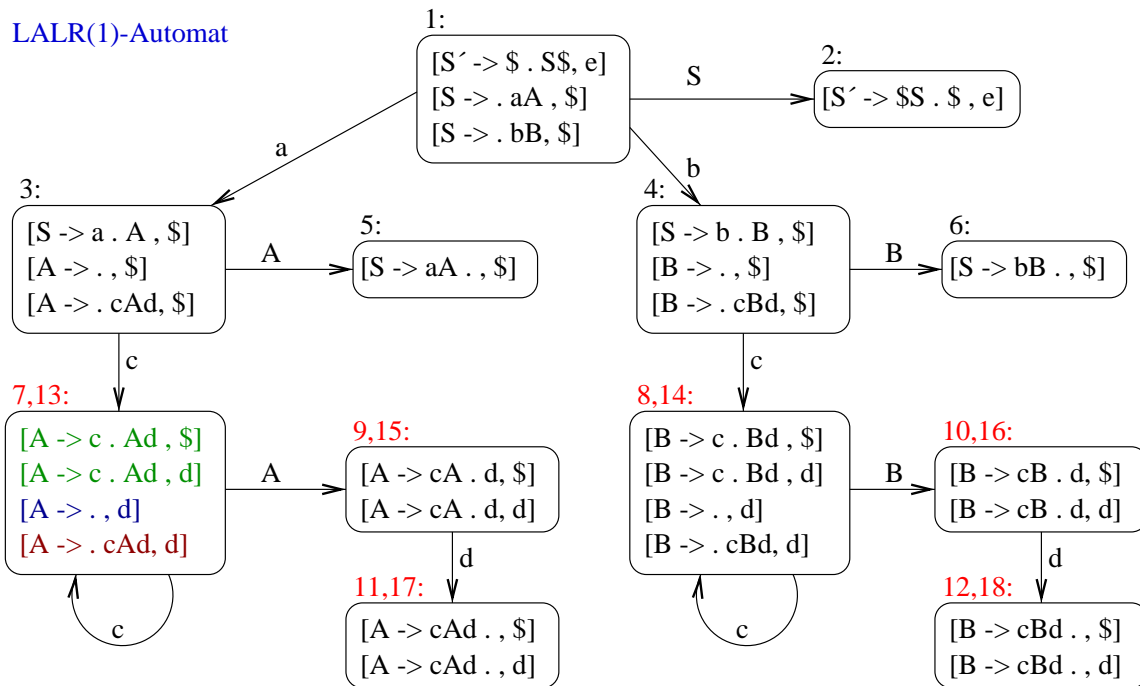 LALR(1)-Automat
1:
[S´ -> $ . S$, e]
[S -> . aA , $]
[S -> . bB, $]
S
2:
[S´ -> $S . $ , e]
a
b
3:
[S -> a . A , $]
[A -> . , $]
[A -> . cAd, $]
A
5:
[S -> aA . , $]
4:
[S -> b . B , $]
[B -> . , $]
[B -> . cBd, $]
B
6:
[S -> bB . , $]
c
c
7,13:
[A -> c . Ad , $]
[A -> c . Ad , d]
[A -> . , d]
[A -> . cAd, d]
A
9,15:
[A -> cA . d, $]
[A -> cA . d, d]
8,14:
[B -> c . Bd , $]
[B -> c . Bd , d]
[B -> . , d]
[B -> . cBd, d]
B
10,16:
[B -> cB . d, $]
[B -> cB . d, d]
c
d
11,17:
[A -> cAd . , $]
[A -> cAd . , d]
c
d
12,18:
[B -> cBd . , $]
[B -> cBd . , d]